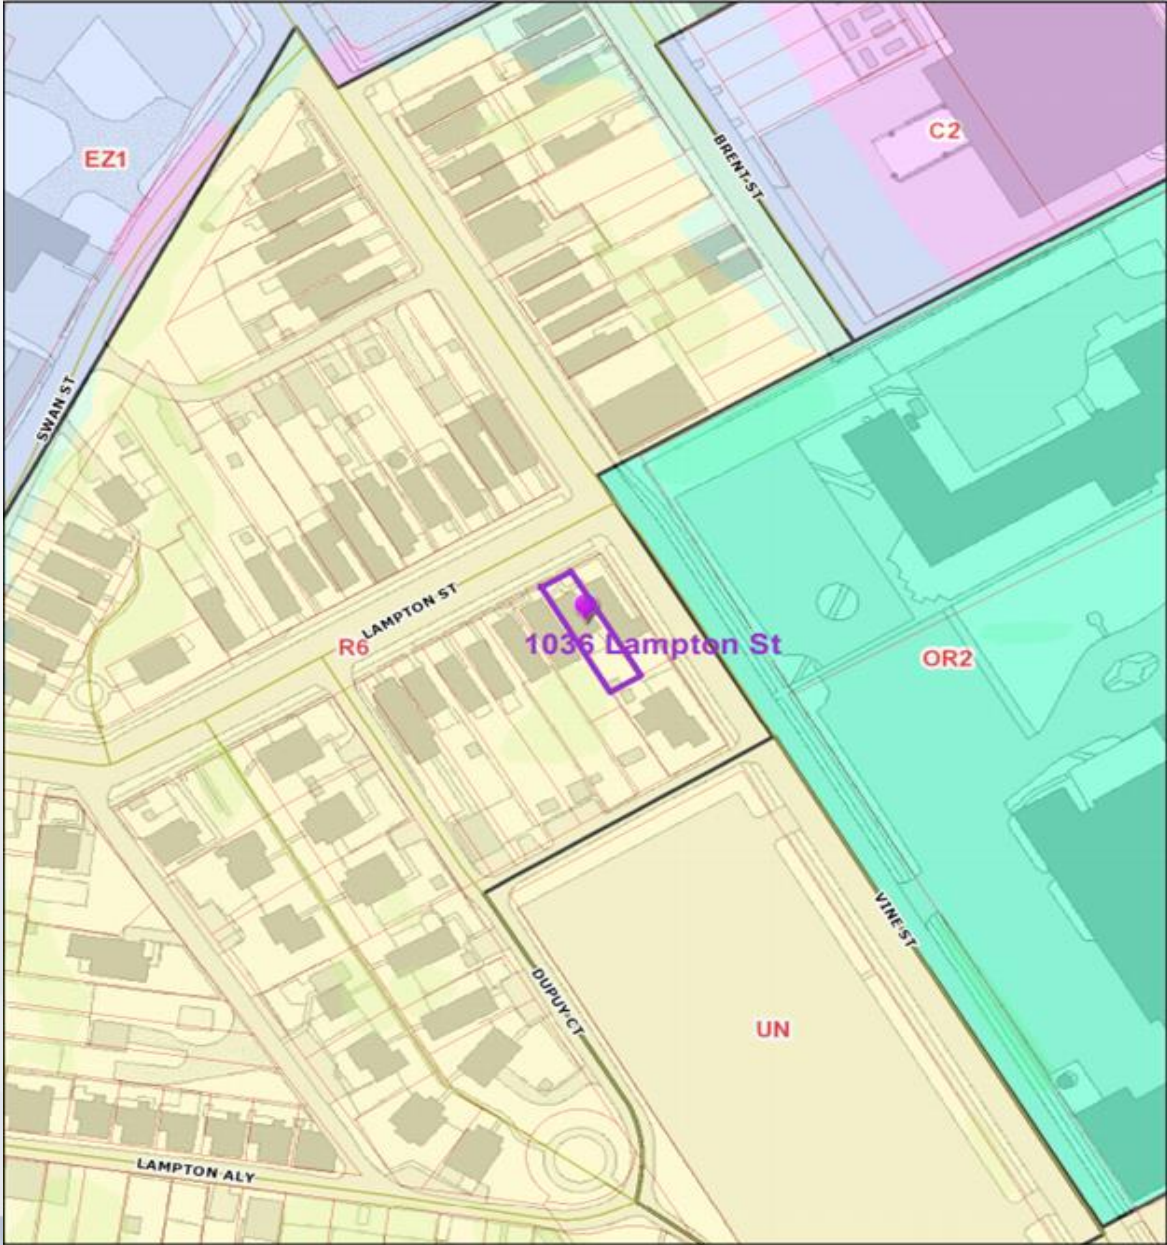 C2
BRENT ST
EZ1
SWAN ST
LAMPTON ST
R6
1036 Lampton St
OR2
VINE ST
DUPUY CT
UN
LAMPTON ALY